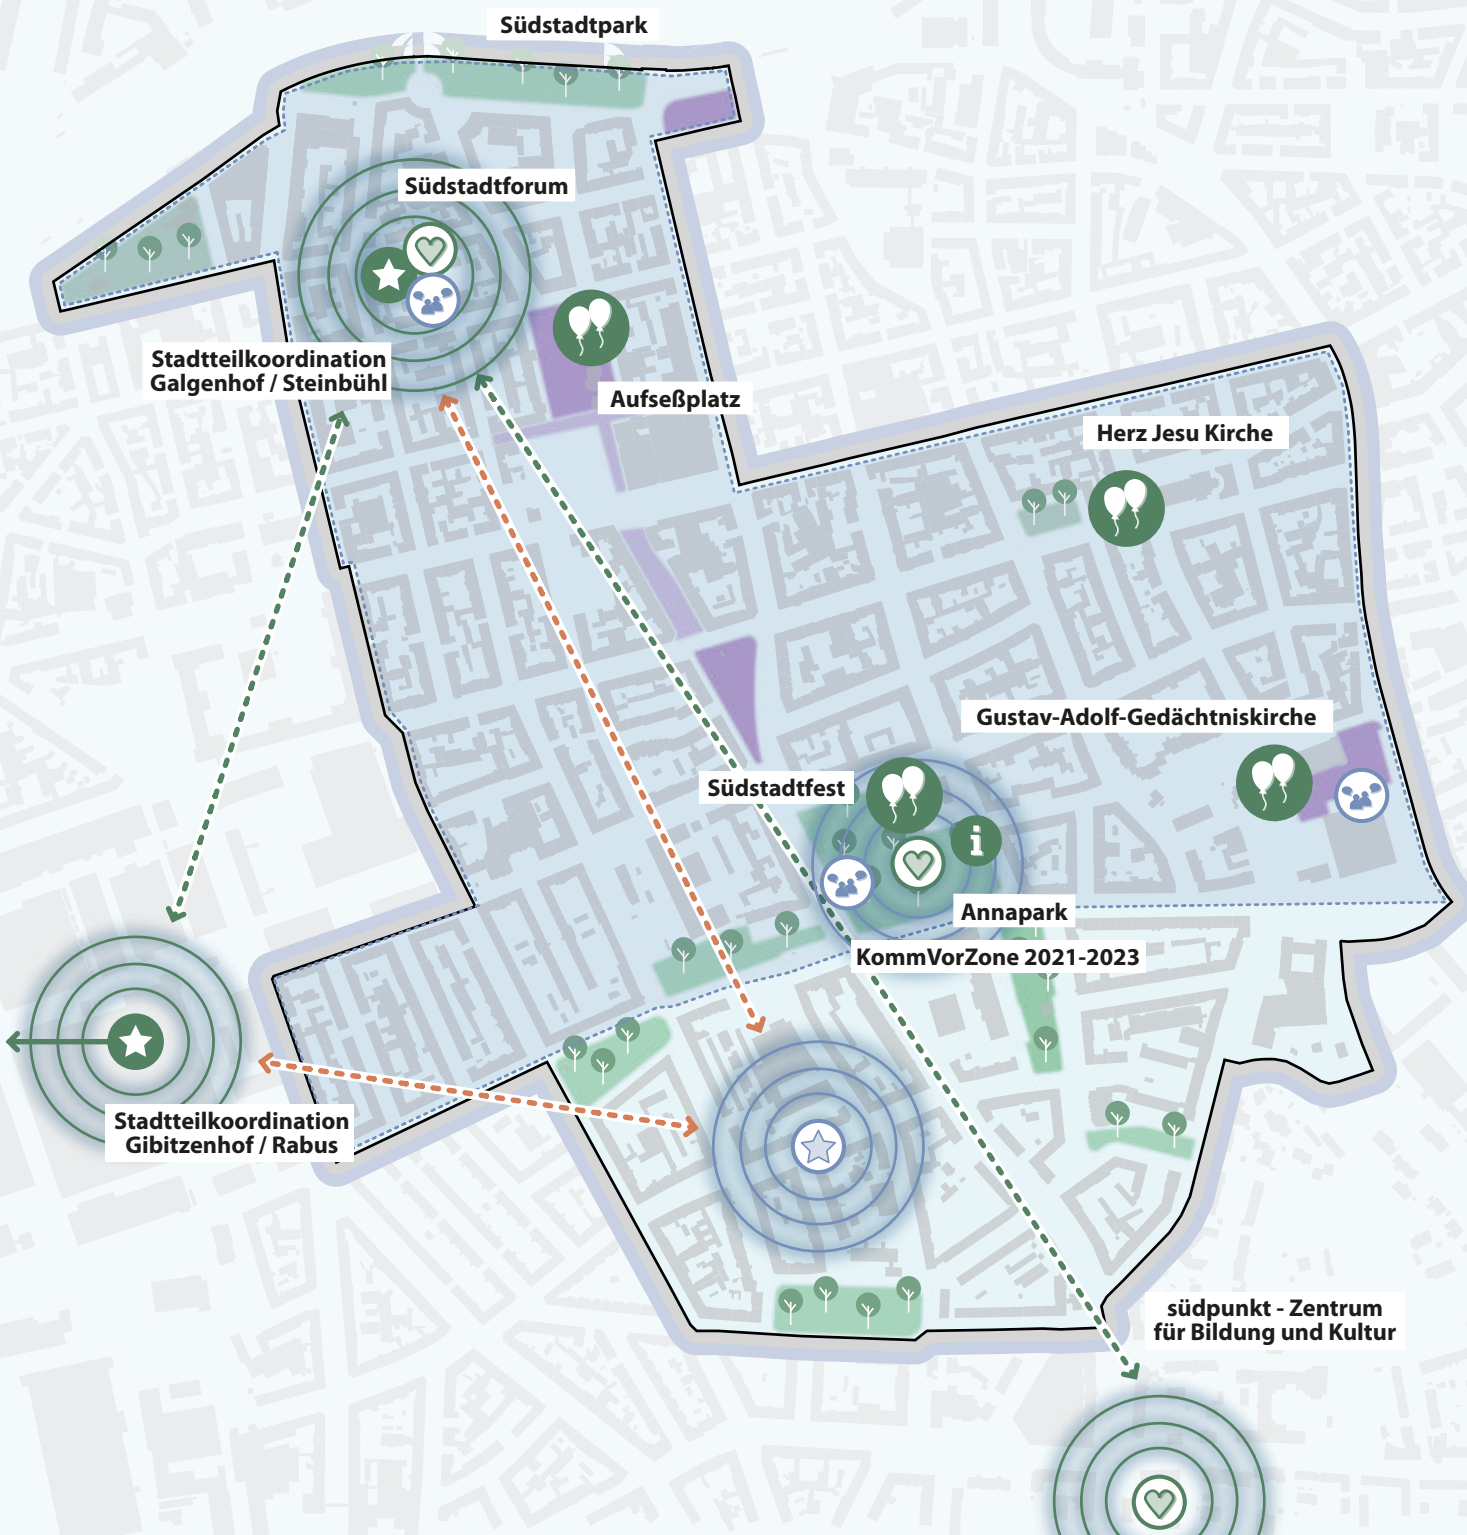 Südstadtpark
Südstadtforum
Stadtteilkoordination
Galgenhof / Steinbühl
Aufseßplatz
Herz Jesu Kirche
Gustav-Adolf-Gedächtniskirche
Südstadtfest
i
Annapark
KommVorZone 2021-2023
Stadtteilkoordination
Gibitzenhof / Rabus
südpunkt - Zentrum
für Bildung und Kultur